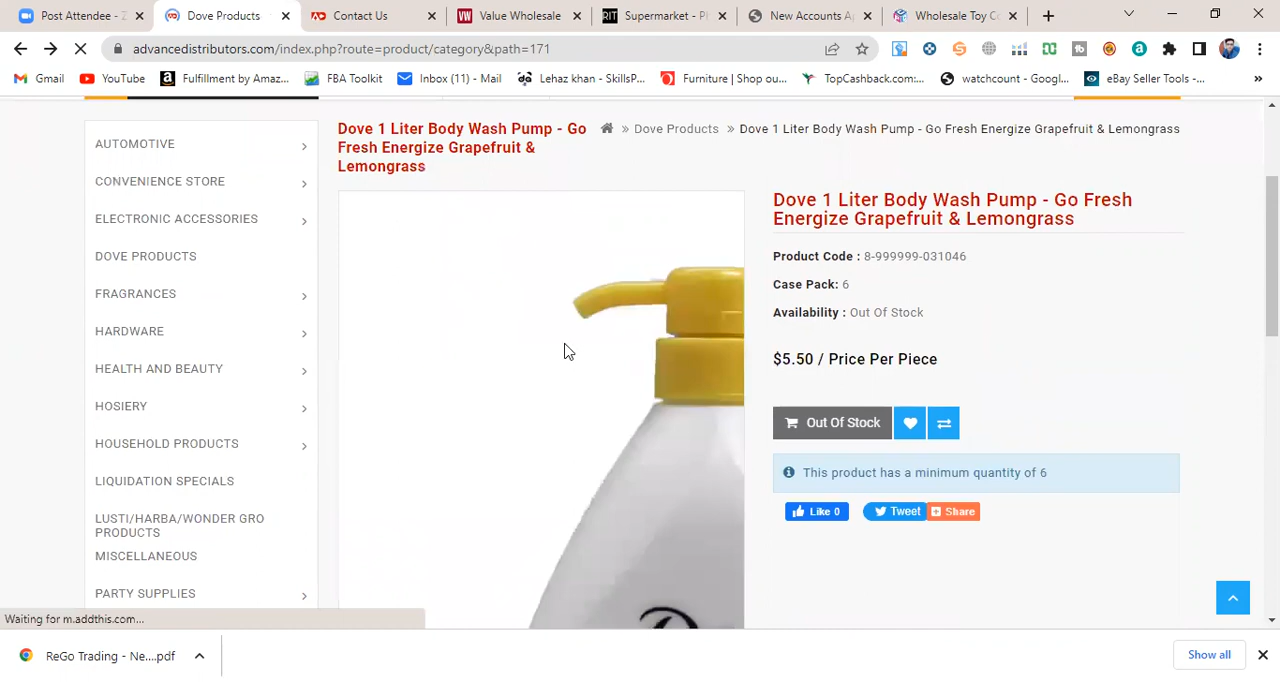 Post Attendee - Z
Dove Products
Contact Us
Value Wholesale
Supermarket - P
New Accounts A
Wholesale Toy C
advancedistributors.com/index.php?route=product/category&path=171
Gmail
YouTube
Fulfillment by Amaz...
FBA Toolkit
Inbox (11) - Mail
Lehaz khan - SkillsP...
Furniture | Shop ou...
TopCashback.com:...
watchcount - Googl...
eBay Seller Tools -...
»
AUTOMOTIVE
CONVENIENCE STORE
ELECTRONIC ACCESSORIES
DOVE PRODUCTS
FRAGRANCES
HARDWARE
HEALTH AND BEAUTY
HOSIERY
HOUSEHOLD PRODUCTS
LIQUIDATION SPECIALS
LUSTI/HARBA/WONDER GRO
PRODUCTS
MISCELLANEOUS
PARTY SUPPLIES
Dove 1 Liter Body Wash Pump - Go
Fresh Energize Grapefruit &
Lemongrass
» Dove Products » Dove 1 Liter Body Wash Pump - Go Fresh Energize Grapefruit & Lemongrass
Dove 1 Liter Body Wash Pump - Go Fresh
Energize Grapefruit & Lemongrass
Product Code : 8-999999-031046
Case Pack: 6
Availability : Out Of Stock
$5.50 / Price Per Piece
Out Of Stock
This product has a minimum quantity of 6
Like 0
Tweet
Share
Waiting for m.addthis.com...
ReGo Trading - Ne....pdf
Show all